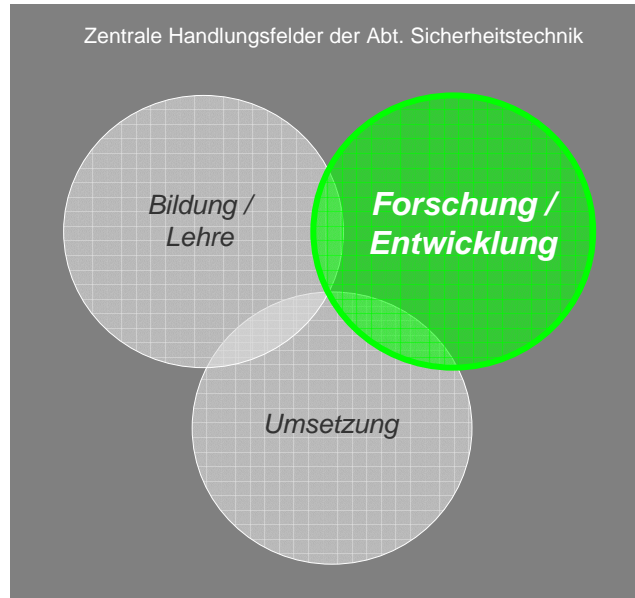 Zentrale Handlungsfelder der Abt. Sicherheitstechnik
Bildung /
Lehre
Forschung /
Entwicklung
Umsetzung